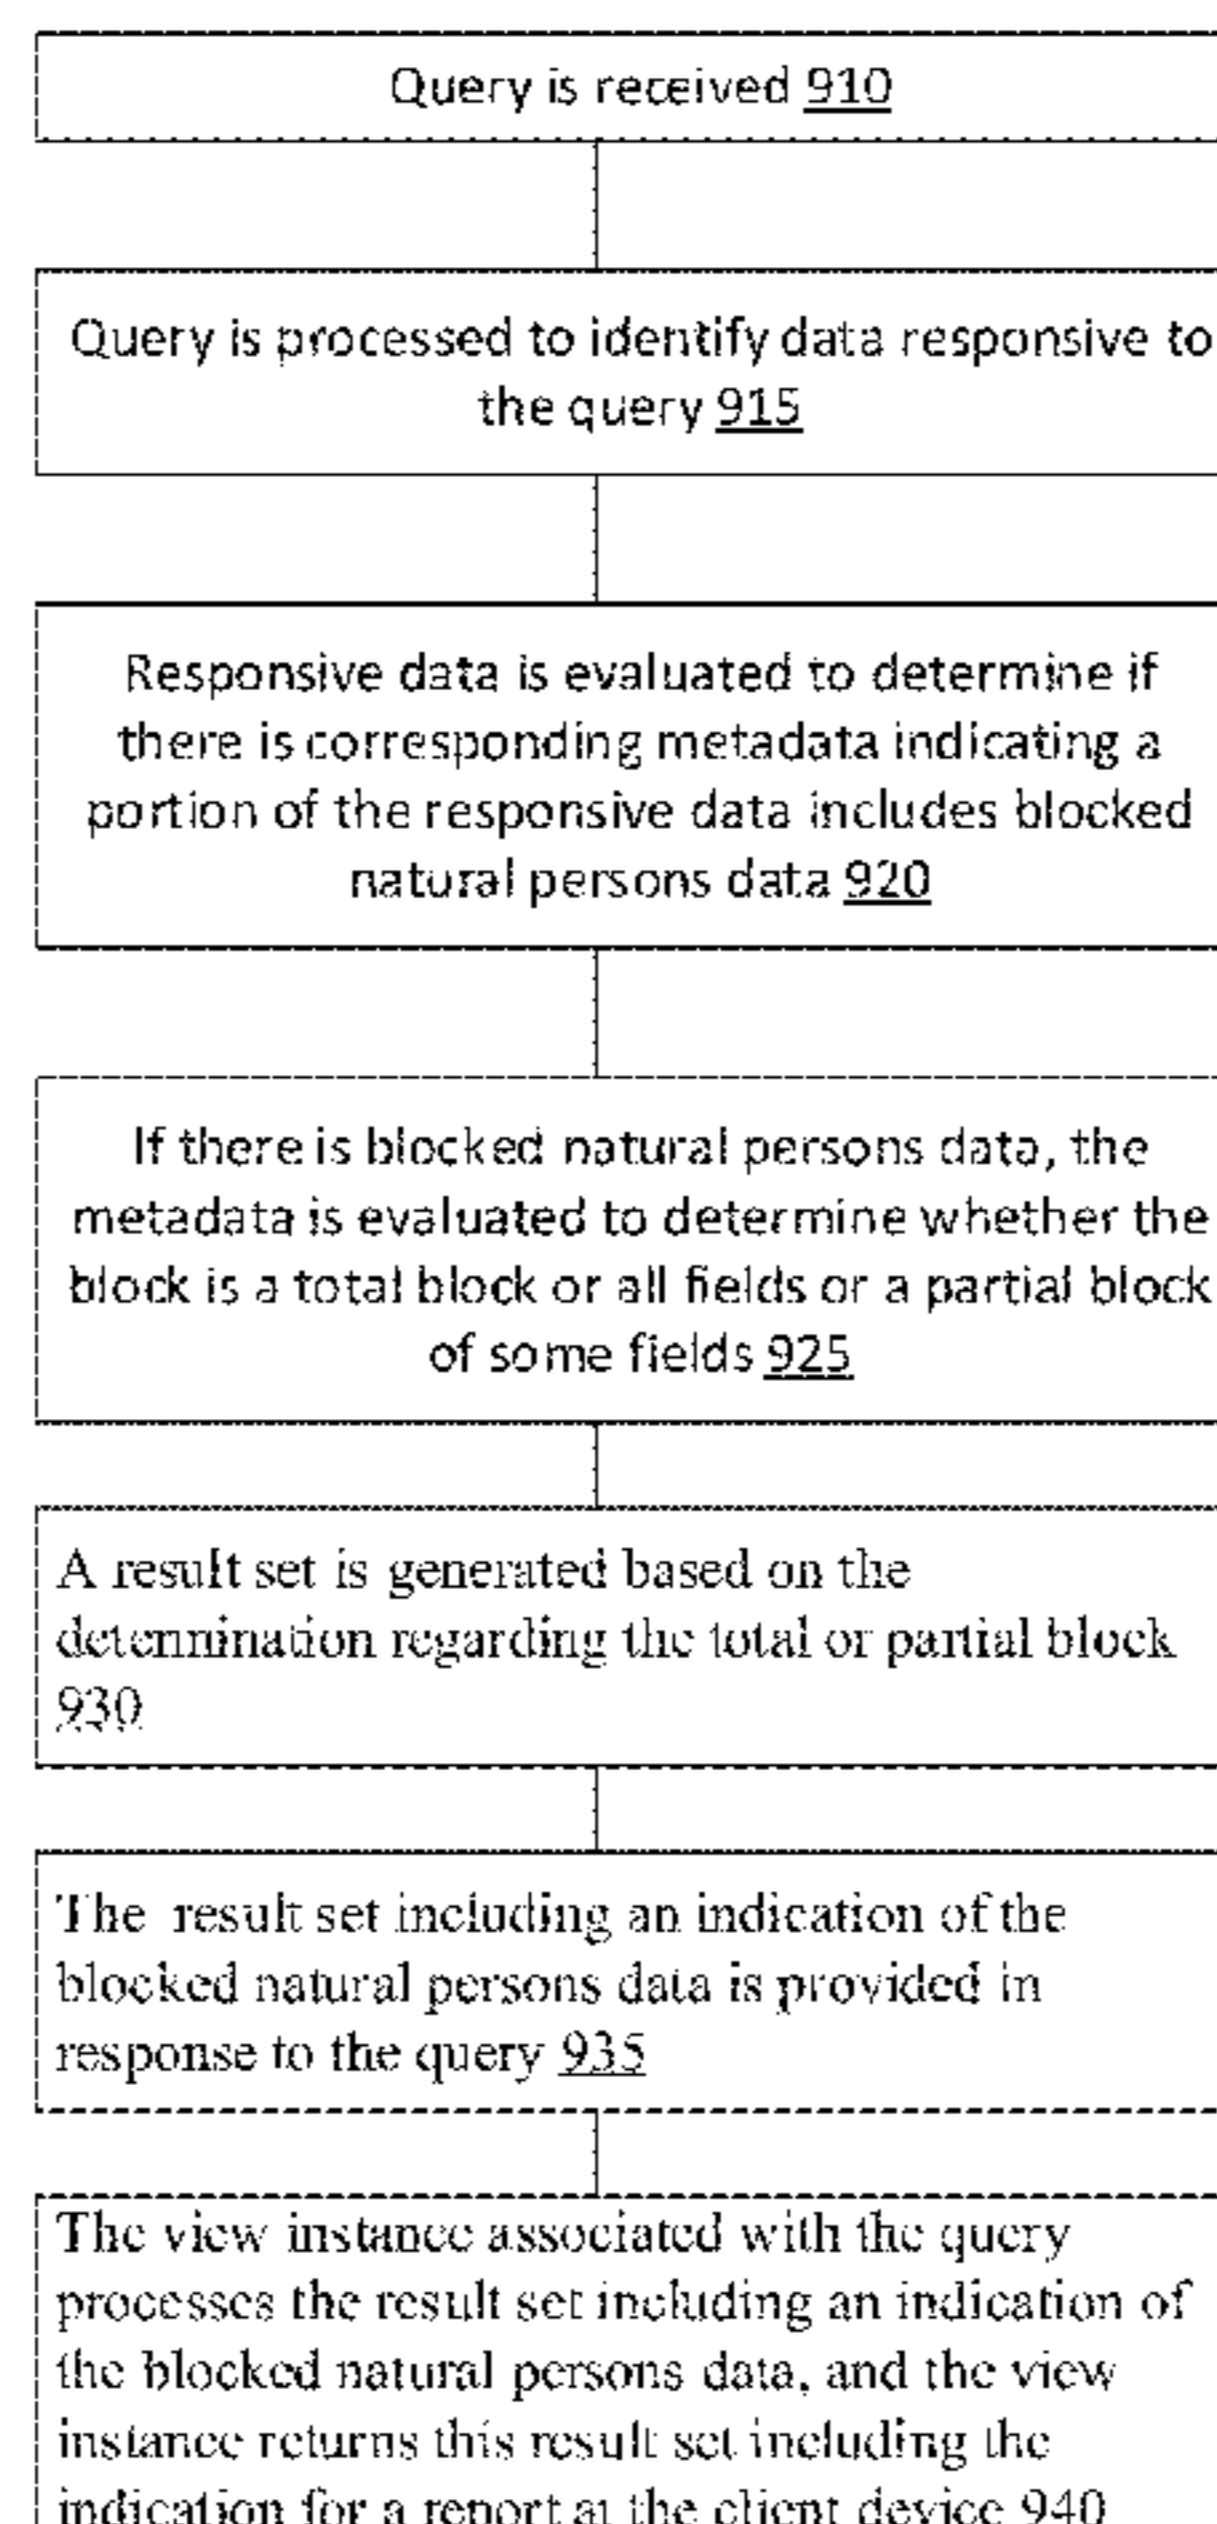 Query is received 910
Query is processed to identify data responsive to
the query 915
Responsive data is evaluated to determine if
there is corresponding metadata indicating a
portion of the responsive data includes blocked
natural persons data 920
If there is blocked natural persons data, the
metadata is evaluated to determine whether the
block is a total block or all fields or a partial block
of some fields 925
A result set is generated based on the
determination regarding the total or partial block
930
The result set including an indication of the
blocked natural persons data is provided in
response to the query 935
The view instance associated with the query
processes the result set including an indication of
the blocked natural persons data, and the view
instance returns this result set including the
indication for a report at the client device 940